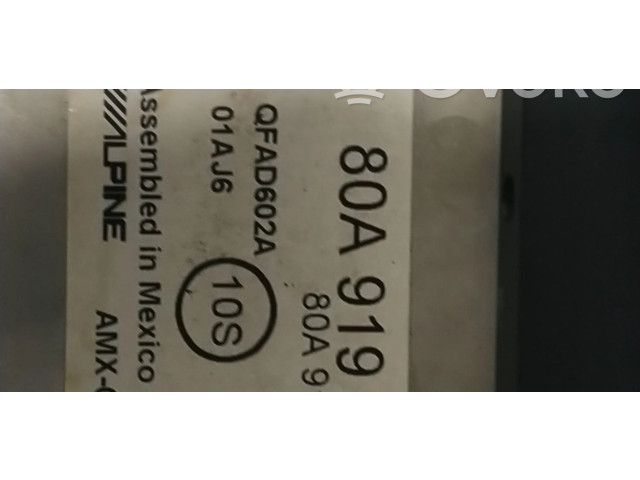 80A 919
80A 9
QFAD602A
01AJ6
10S
Assembled in Mexico
ALPINE AMX-